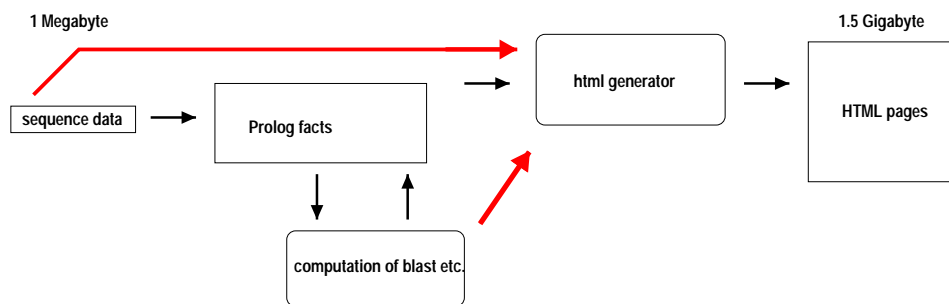 1 Megabyte
1.5 Gigabyte
html generator
sequence data
Prolog facts
HTML pages
computation of blast etc.